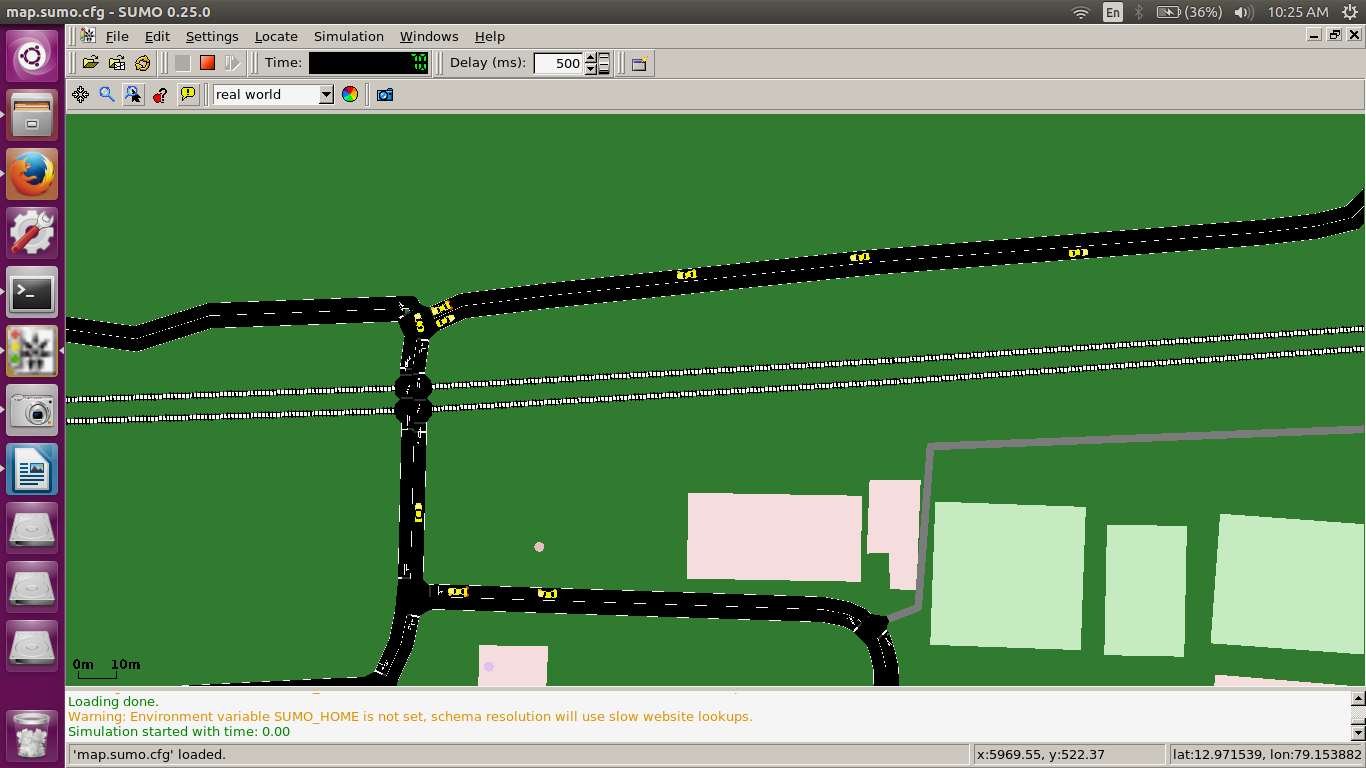 map.sumo.cfg - SUMO 0.25.0
En
(36%)
10:25 AM
File Edit Settings Locate Simulation Windows Help
Time:
Delay (ms): 500
real world
0m 10m
Loading done.
Warning: Environment variable SUMO_HOME is not set, schema resolution will use slow website lookups.
Simulation started with time: 0.00
'map.sumo.cfg' loaded.
x:5969.55, y:522.37
lat:12.971539, lon:79.153882